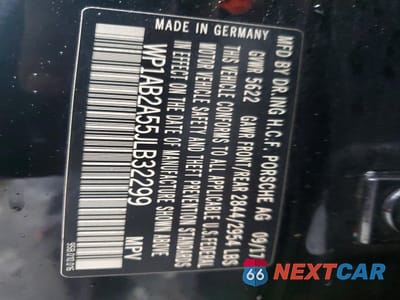 MFD BY DR.ING H.C.F. PORSCHE AG 09/19
GVWR 5622 GAWR FRONT/REAR 2844/2954 LBS
THIS VEHICLE CONFORMS TO ALL APPLICABLE U.S. FEDERAL
MOTOR VEHICLE SAFETY AND THEFT PREVENTION STANDARDS
IN EFFECT ON THE DATE OF MANUFACTURE SHOWN ABOVE
WP1AB2A55LB32299 MPV
MADE IN GERMANY
66 NEXTCAR